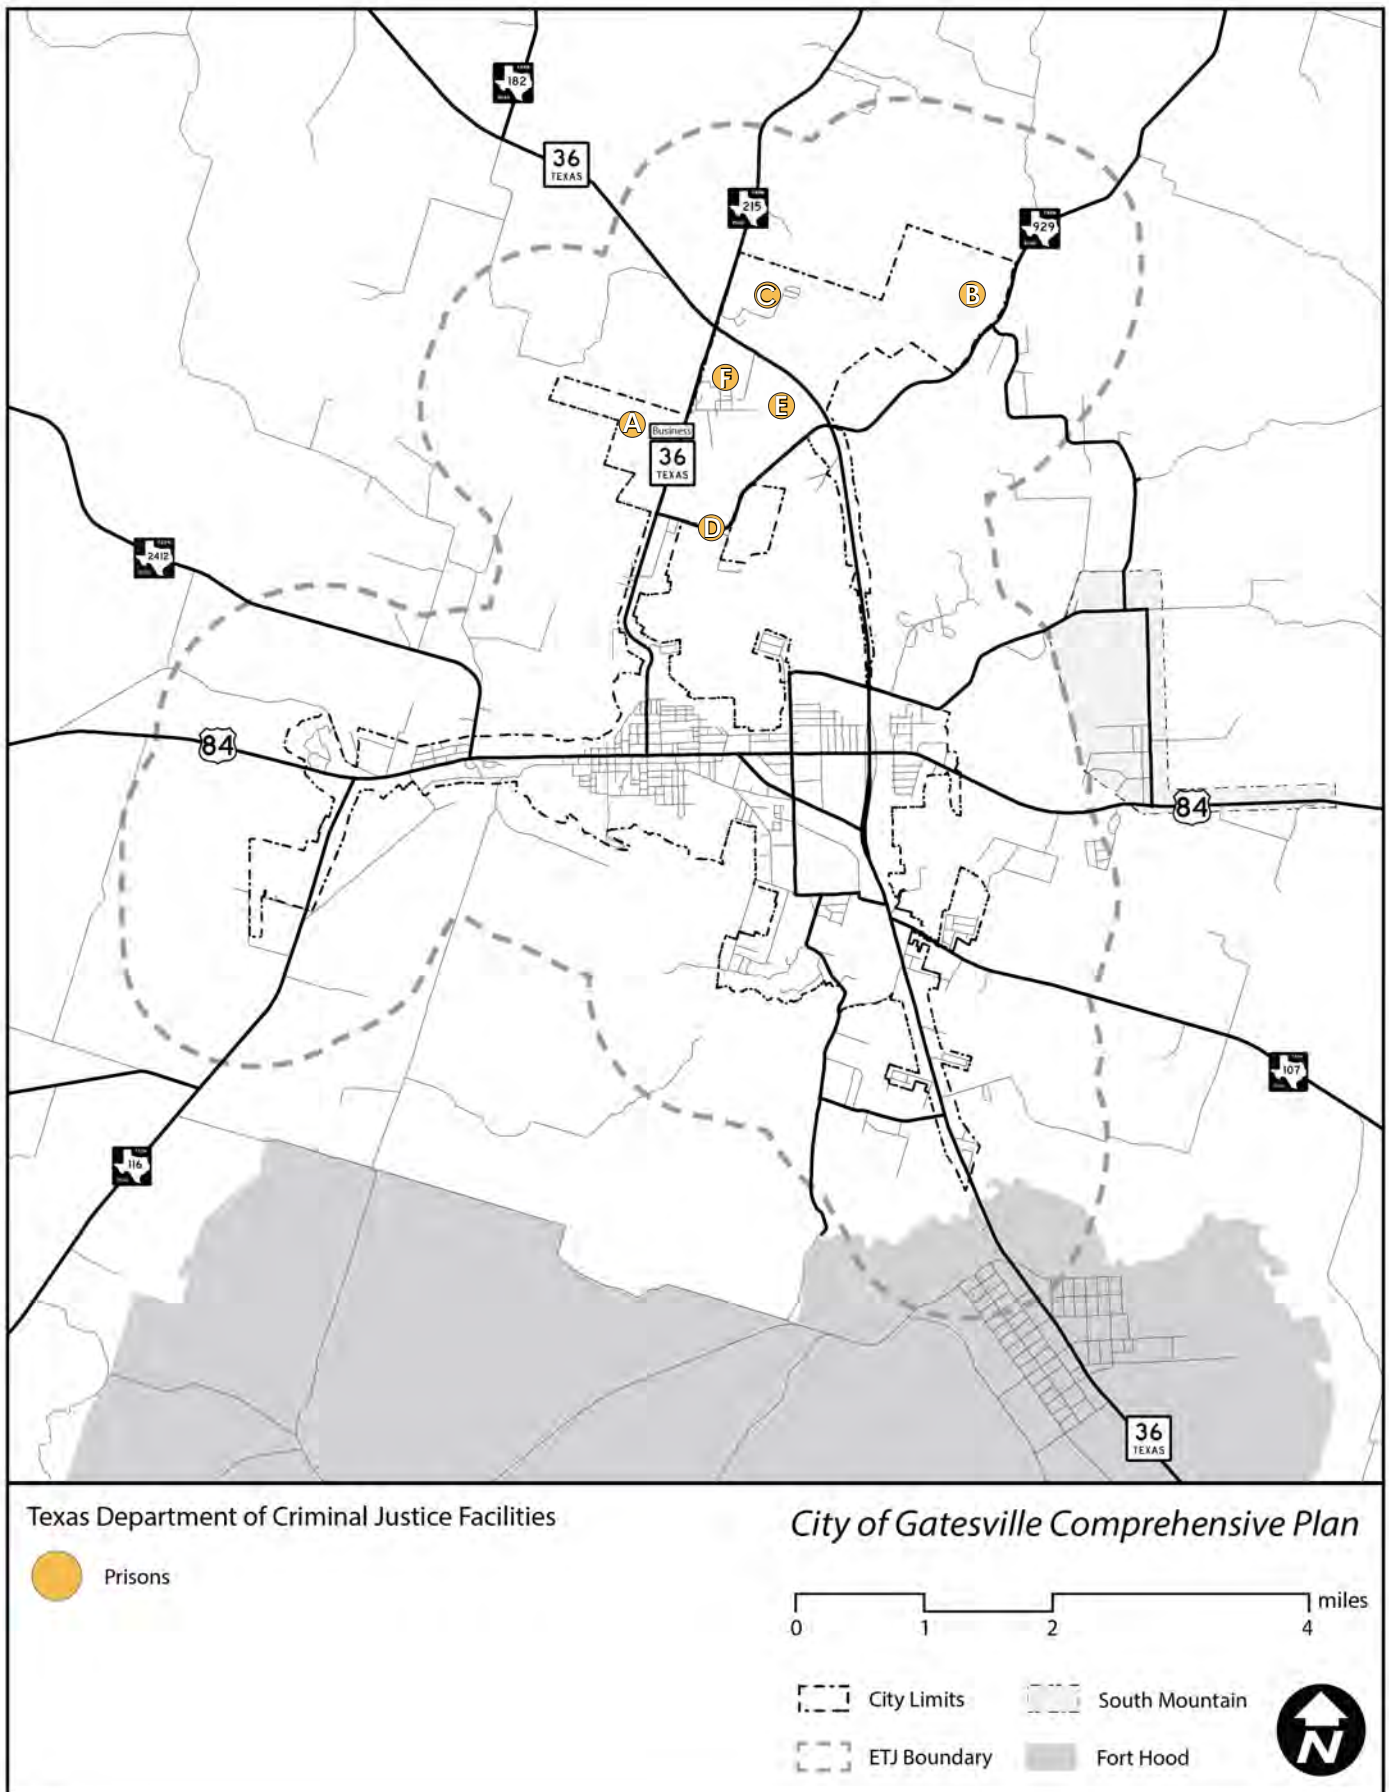 182
36
TEXAS
215
929
C
B
F
E
A
Business
36
TEXAS
D
2412
84
84
107
116
36
TEXAS
Texas Department of Criminal Justice Facilities
Prisons
City of Gatesville Comprehensive Plan
miles
0 1 2 4
City Limits
South Mountain
ETJ Boundary
Fort Hood
N